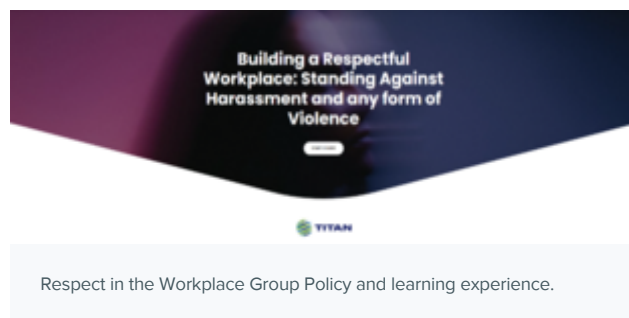 Building a Respectful
Workplace: Standing Against
Harassment and any form of
Violence
TITAN
Respect in the Workplace Group Policy and learning experience.